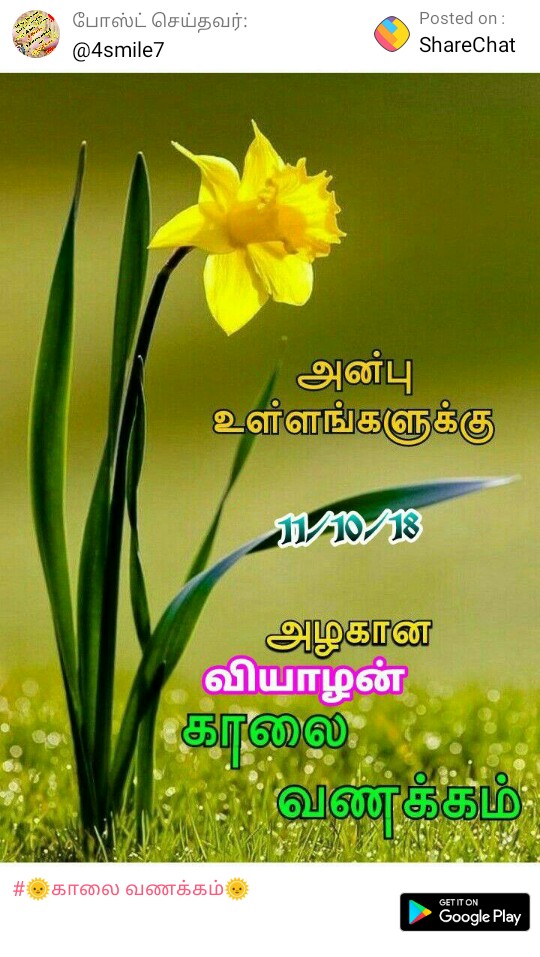 போஸ்ட் செய்தவர்:
@4smile7
Posted on :
ShareChat
அன்பு
உள்ளங்களுக்கு
11/10/18
அழகான
வியாழன்
காலை
வணக்கம்
#🌞காலை வணக்கம்🌞
GET IT ON
Google Play